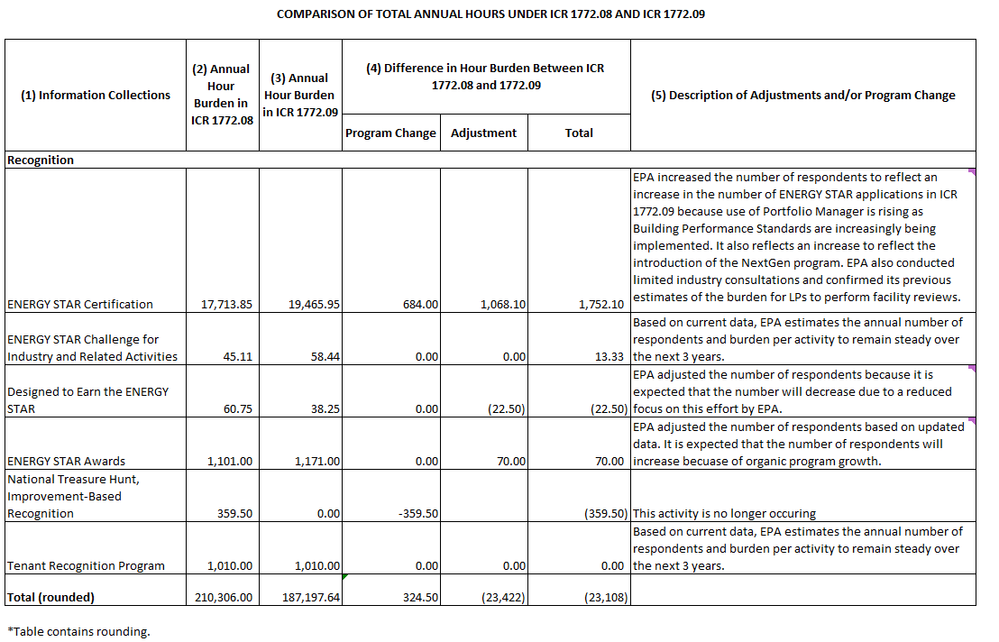 COMPARISON OF TOTAL ANNUAL HOURS UNDER ICR 1772.08 AND ICR 1772.09
(1) Information Collections
(2) Annual
Hour
Burden in
ICR 1772.08
(3) Annual
Hour Burden
in ICR 1772.09
(4) Difference in Hour Burden Between ICR
1772.08 and 1772.09
(5) Description of Adjustments and/or Program Change
Program Change
Adjustment
Total
Recognition
ENERGY STAR Certification
17,713.85
19,465.95
684.00
1,068.10
1,752.10
EPA increased the number of respondents to reflect an
increase in the number of ENERGY STAR applications in ICR
1772.09 because use of Portfolio Manager is rising as
Building Performance Standards are increasingly being
implemented. It also reflects an increase to reflect the
introduction of the NextGen program. EPA also conducted
limited industry consultations and confirmed its previous
estimates of the burden for LPs to perform facility reviews.
ENERGY STAR Challenge for
Industry and Related Activities
45.11
58.44
0.00
0.00
13.33
Based on current data, EPA estimates the annual number of
respondents and burden per activity to remain steady over
the next 3 years.
Designed to Earn the ENERGY
STAR
60.75
38.25
0.00
(22.50)
(22.50)
EPA adjusted the number of respondents because it is
expected that the number will decrease due to a reduced
focus on this effort by EPA.
ENERGY STAR Awards
1,101.00
1,171.00
0.00
70.00
70.00
EPA adjusted the number of respondents based on updated
data. It is expected that the number of respondents will
increase becuase of organic program growth.
National Treasure Hunt,
Improvement-Based
Recognition
359.50
0.00
-359.50
(359.50)
This activity is no longer occuring
Tenant Recognition Program
1,010.00
1,010.00
0.00
0.00
0.00
Based on current data, EPA estimates the annual number of
respondents and burden per activity to remain steady over
the next 3 years.
Total (rounded)
210,306.00
187,197.64
324.50
(23,422)
(23,108)
*Table contains rounding.